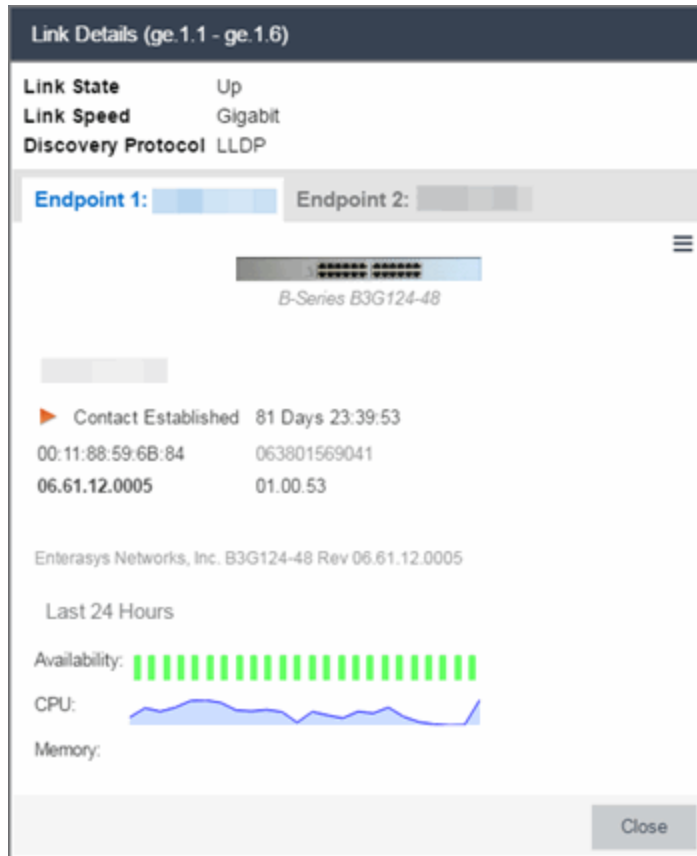 Link Details (ge.1.1 - ge.1.6)
Link State Up
Link Speed Gigabit
Discovery Protocol LLDP
Endpoint 1: Endpoint 2:
B-Series B3G124-48
Contact Established 81 Days 23:39:53
00:11:88:59:6B:84 063801569041
06.61.12.0005 01.00.53
Enterasys Networks, Inc. B3G124-48 Rev 06.61.12.0005
Last 24 Hours
Availability:
CPU:
Memory:
Close